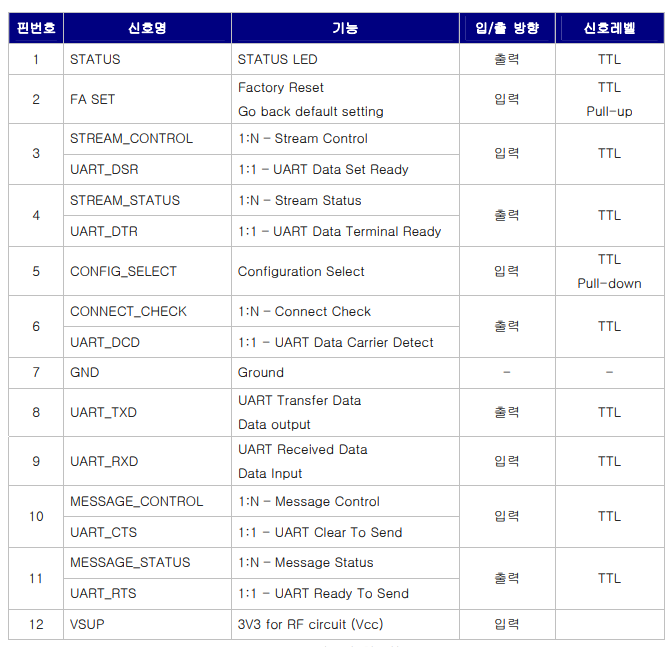 핀번호 신호명 기능 입/출 방향 신호레벨
1 STATUS STATUS LED 출력 TTL
2 FA SET Factory Reset
Go back default setting 입력 TTL
Pull-up
3 STREAM_CONTROL 1:N - Stream Control 입력 TTL
UART_DSR 1:1 - UART Data Set Ready
4 STREAM_STATUS 1:N - Stream Status 출력 TTL
UART_DTR 1:1 - UART Data Terminal Ready
5 CONFIG_SELECT Configuration Select 입력 TTL
Pull-down
6 CONNECT_CHECK 1:N - Connect Check 출력 TTL
UART_DCD 1:1 - UART Data Carrier Detect
7 GND Ground - -
8 UART_TXD UART Transfer Data
Data output 출력 TTL
9 UART_RXD UART Received Data
Data Input 입력 TTL
10 MESSAGE_CONTROL 1:N - Message Control 입력 TTL
UART_CTS 1:1 - UART Clear To Send
11 MESSAGE_STATUS 1:N - Message Status 출력 TTL
UART_RTS 1:1 - UART Ready To Send
12 VSUP 3V3 for RF circuit (Vcc) 입력